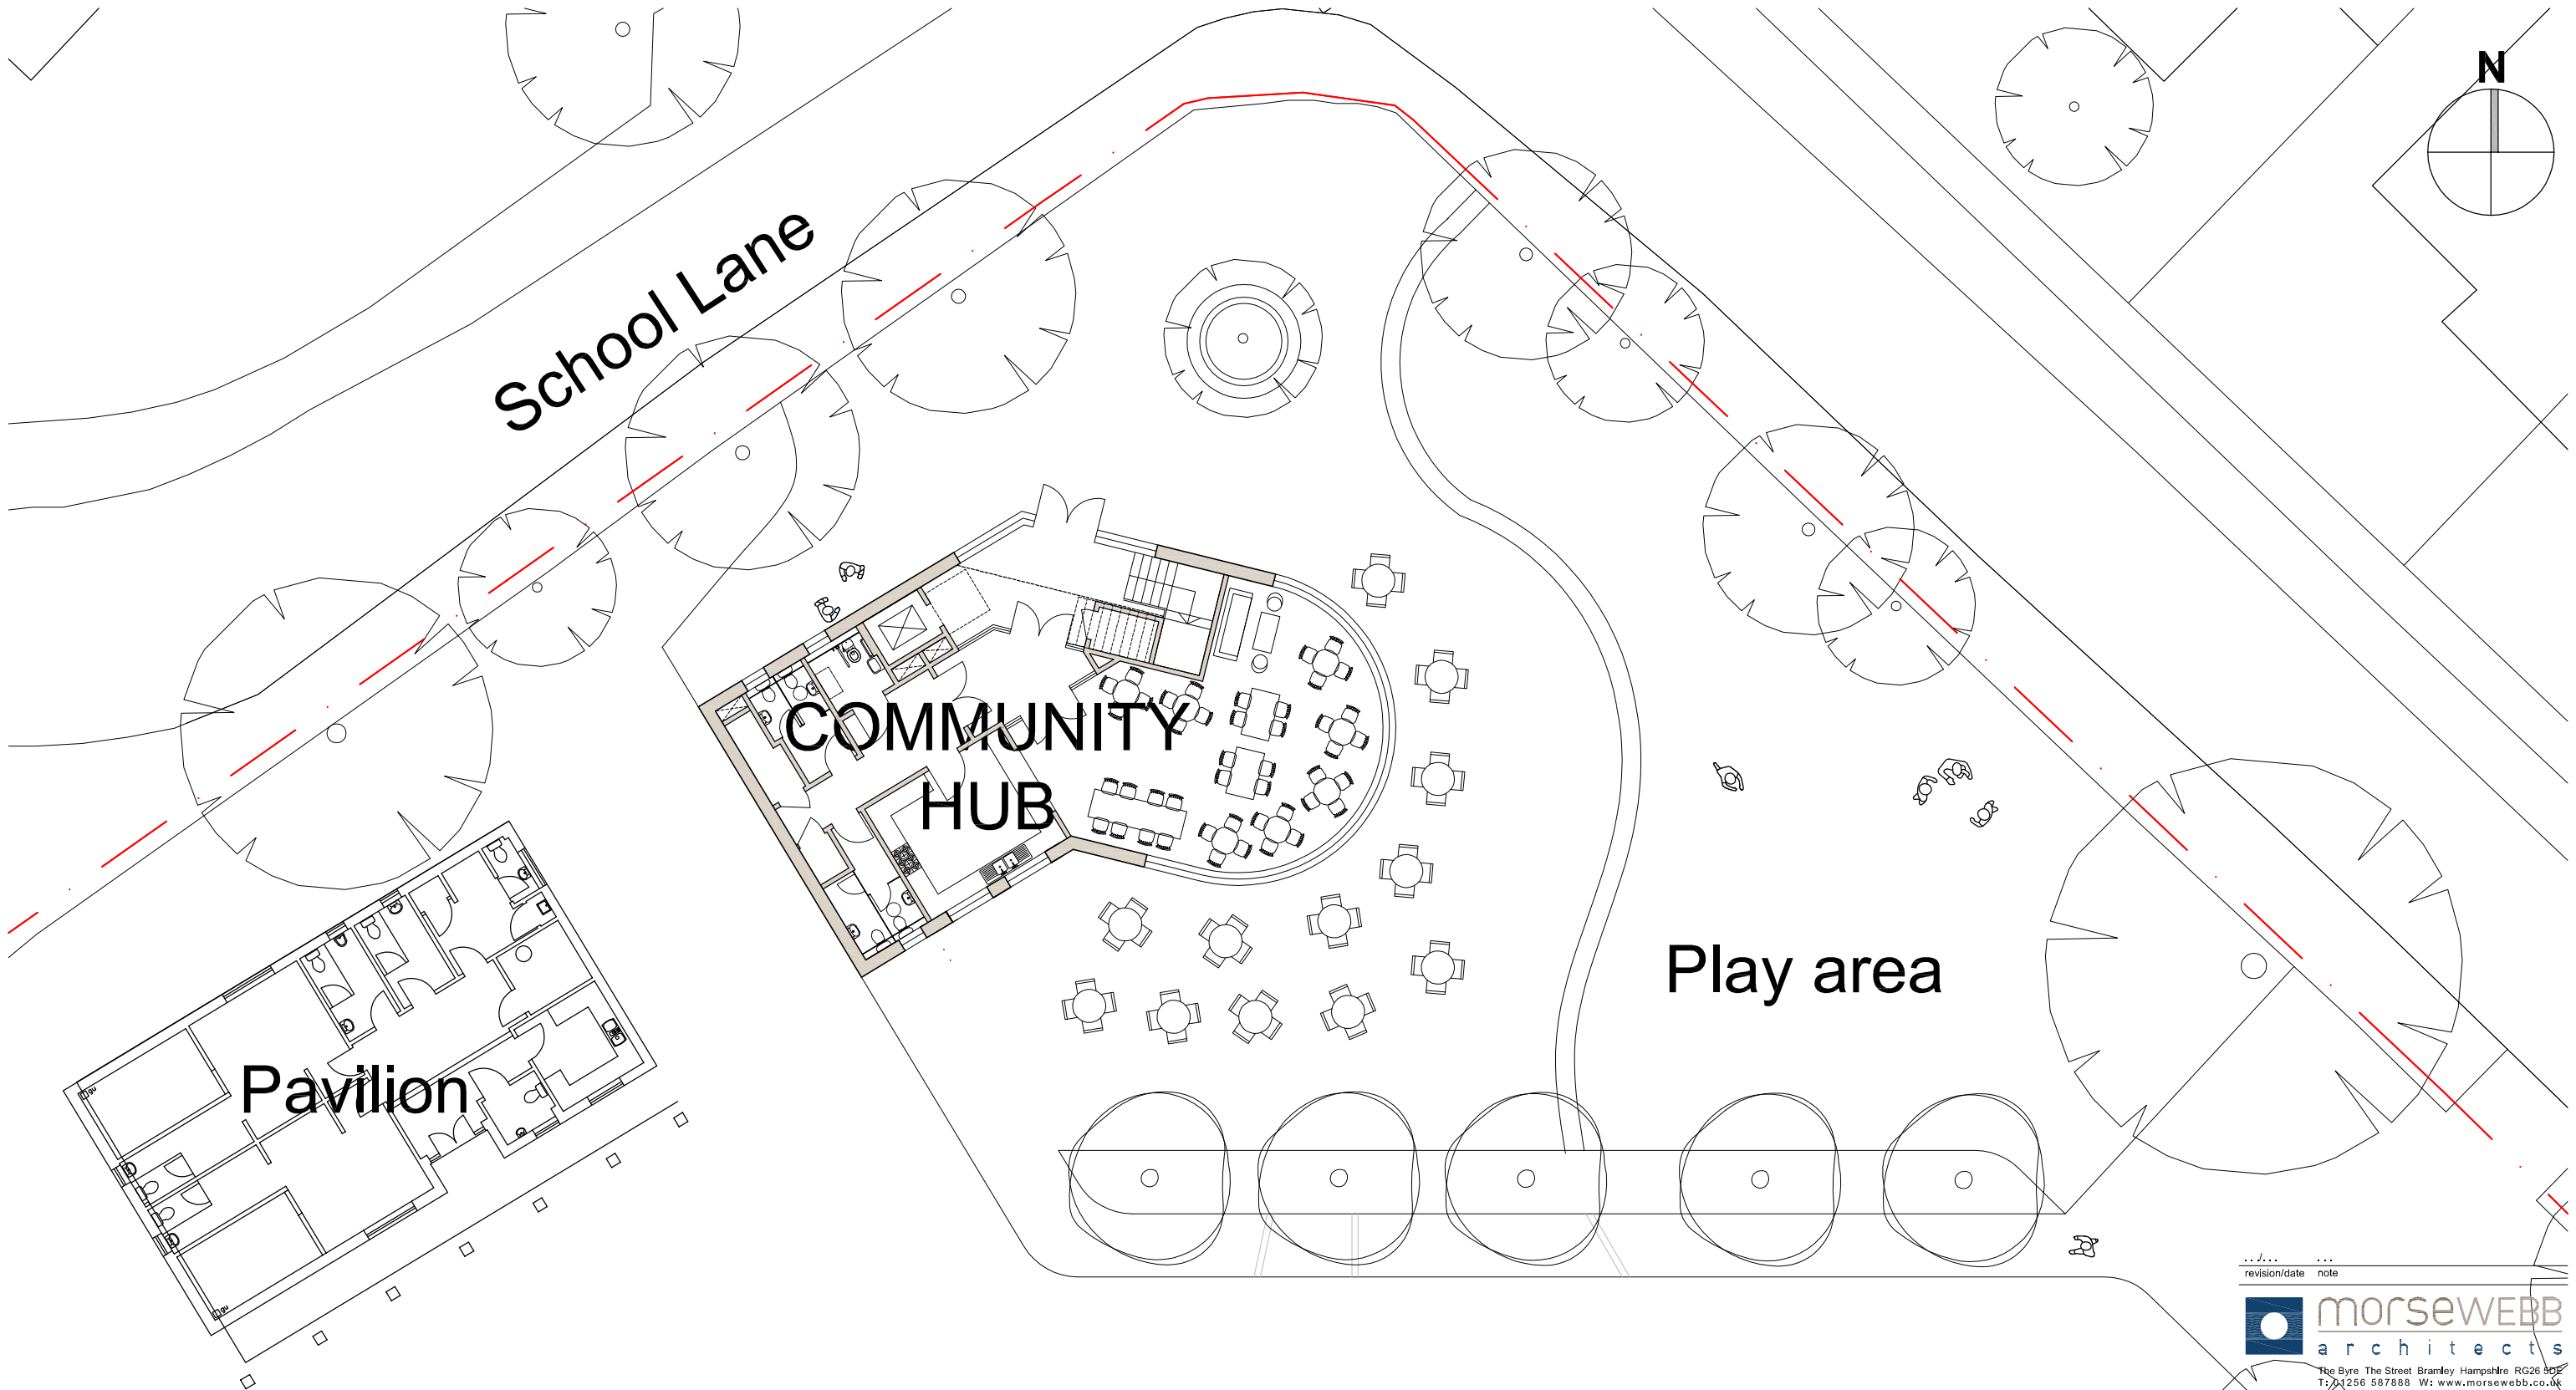 N
School Lane
COMMUNITY
HUB
Play area
Pavilion
revision/date note
morseWEBB
architects
The Byre The Street Bramley Hampshire RG26 5DE
T: 01256 587888 W: www.morsewebb.co.uk